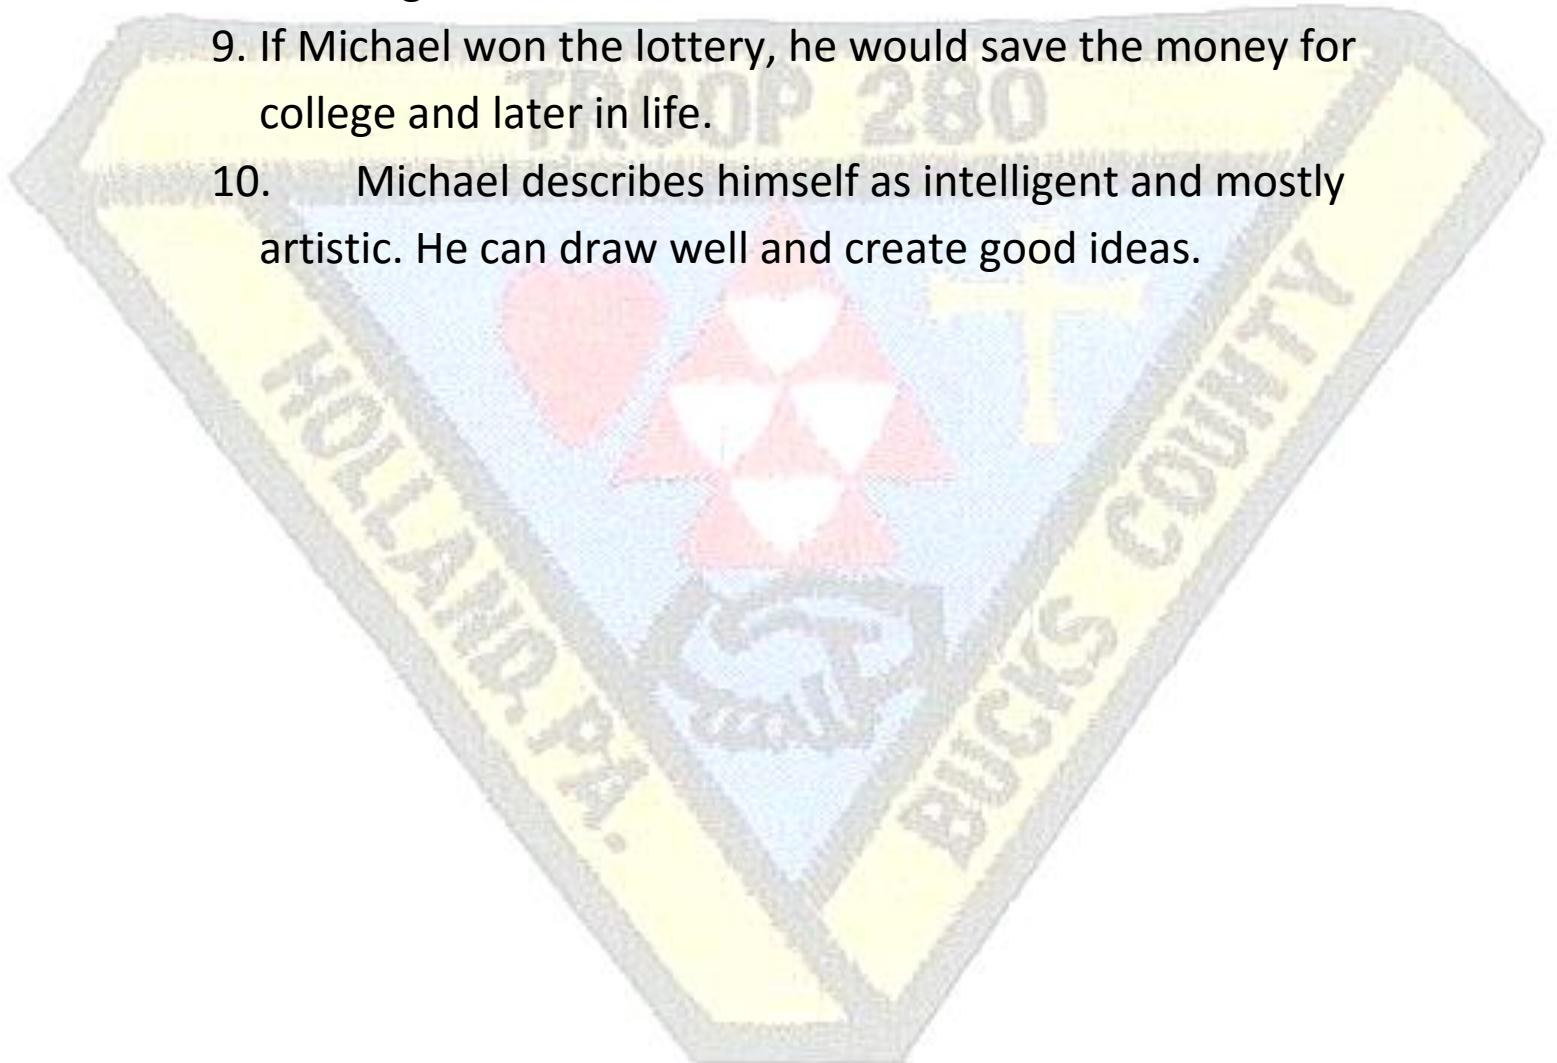 9. If Michael won the lottery, he would save the money for
college and later in life.
10. Michael describes himself as intelligent and mostly
artistic. He can draw well and create good ideas.
TROOP 280
HOLLAND, PA.
BUCKS COUNTY